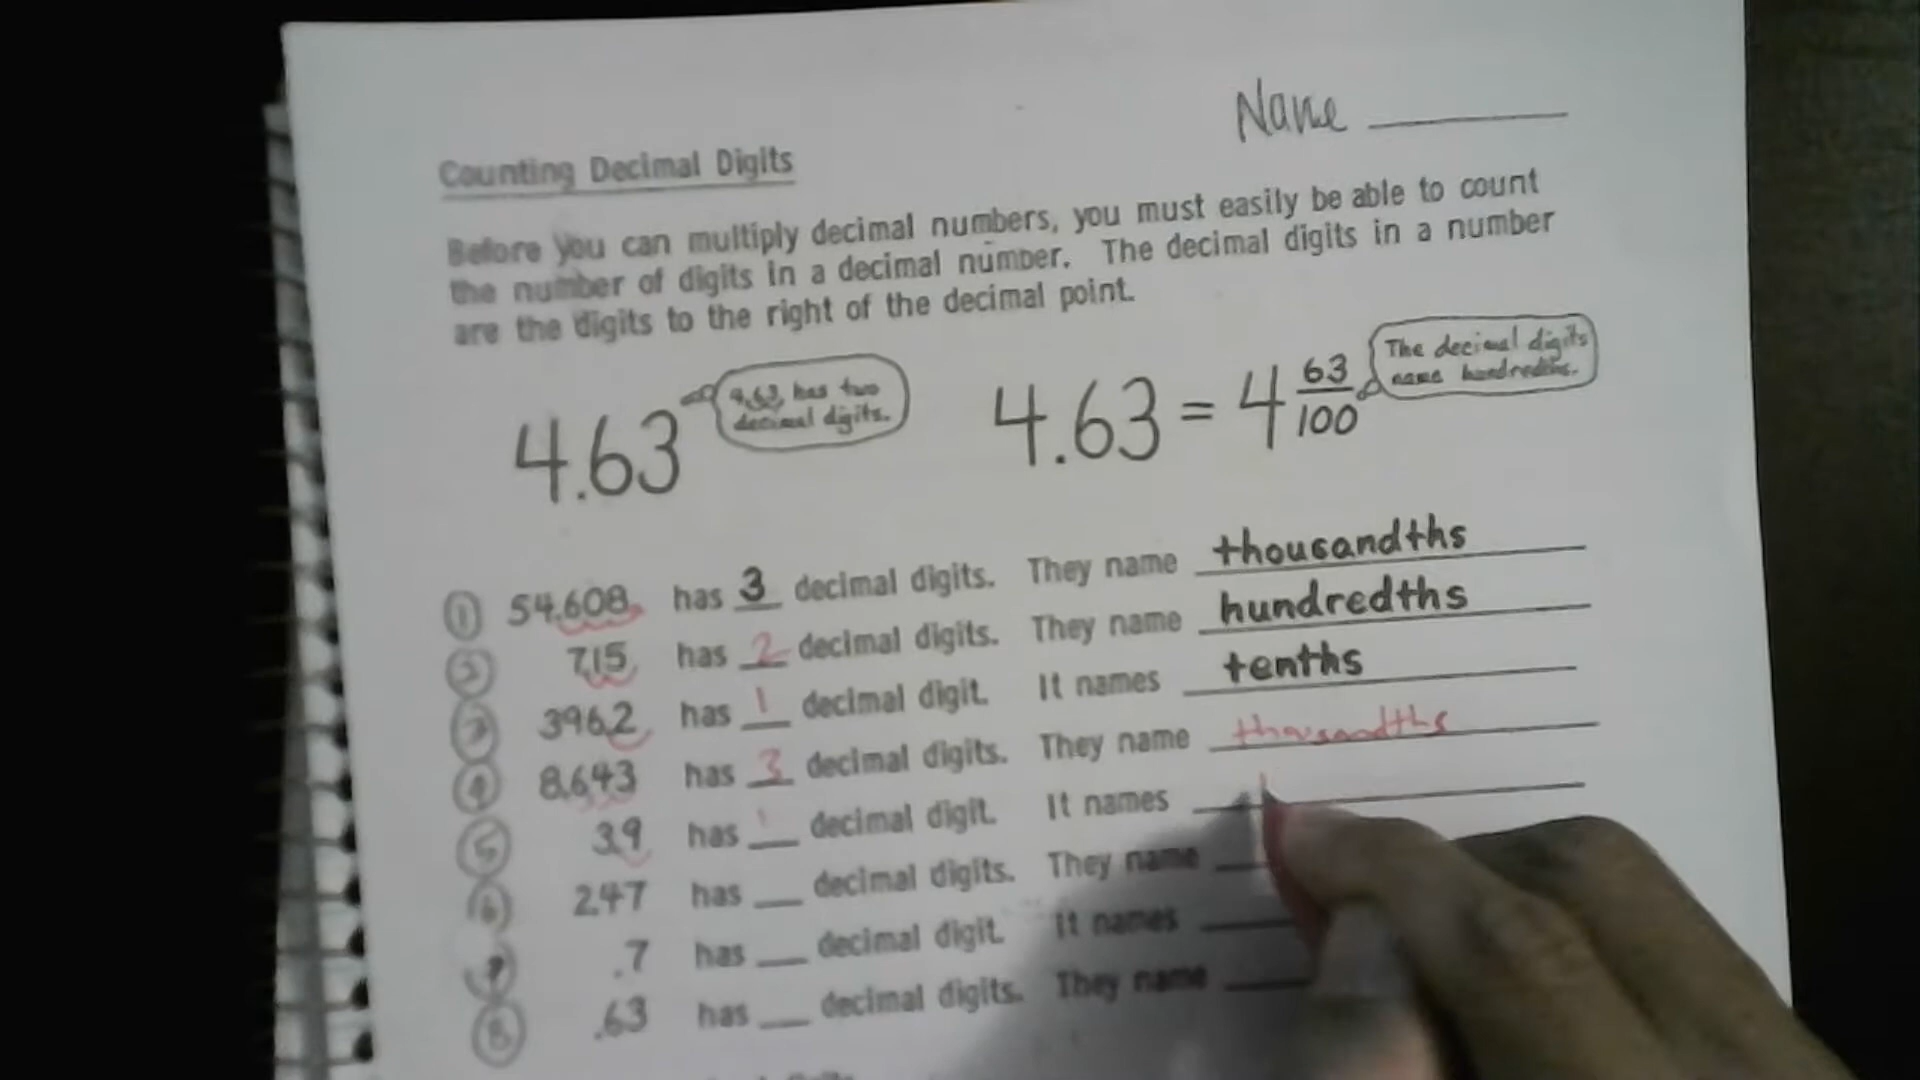 Name
Counting Decimal Digits
Before you can multiply decimal numbers, you must easily be able to count
the number of digits in a decimal number. The decimal digits in a number
are the digits to the right of the decimal point.
4.63
4.63 has two
decimal digits.
4.63 = 4 63/100
The decimal digits
name hundredths.
1 54.608 has 3 decimal digits. They name thousandths
2 7.15 has 2 decimal digits. They name hundredths
3 396.2 has 1 decimal digit. It names tenths
4 8.643 has 3 decimal digits. They name thousandths
5 3.9 has 1 decimal digit. It names
6 2.47 has __ decimal digits. They name
7 .7 has __ decimal digit. It names
8 .63 has __ decimal digits. They name